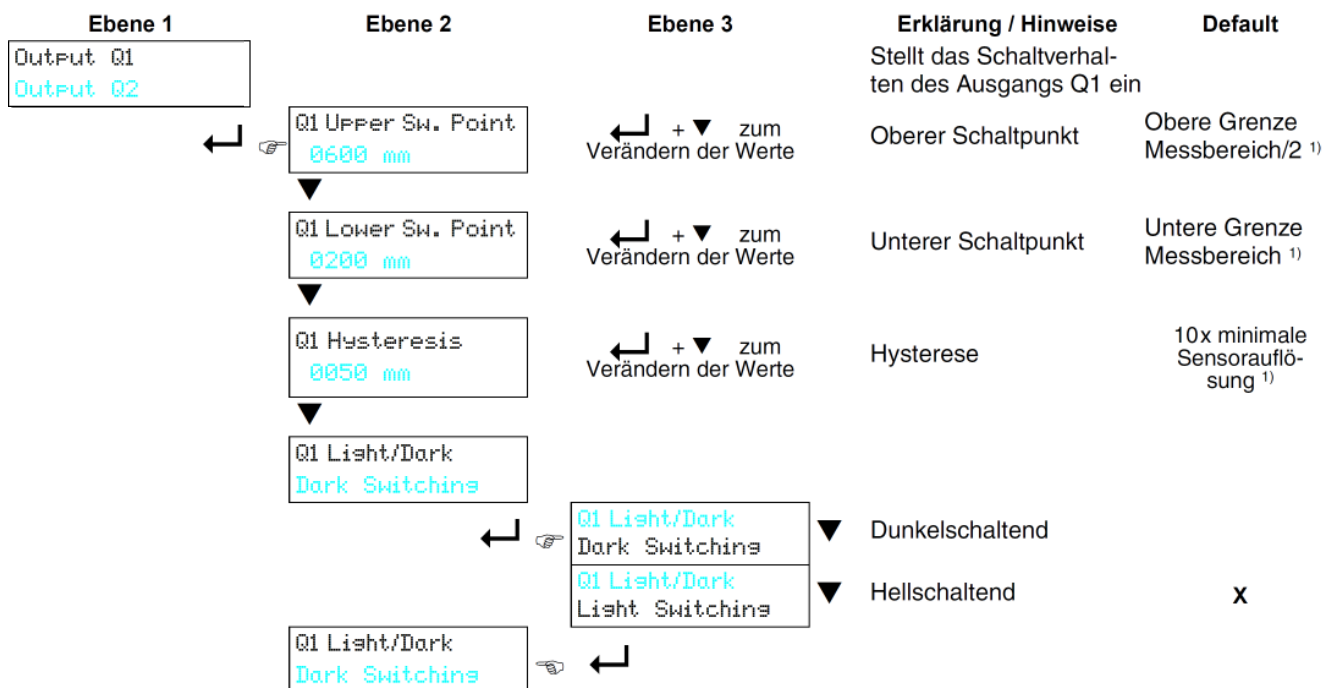 Ebene 1 Ebene 2 Ebene 3 Erklärung / Hinweise Default
Output Q1
Output Q2
Stellt das Schaltverhal-
ten des Ausgangs Q1 ein
Q1 Upper Sw. Point
0600 mm
+ ▼ zum
Verändern der Werte
Oberer Schaltpunkt
Obere Grenze
Messbereich/2 1)
Q1 Lower Sw. Point
0200 mm
+ ▼ zum
Verändern der Werte
Unterer Schaltpunkt
Untere Grenze
Messbereich 1)
Q1 Hysteresis
0050 mm
+ ▼ zum
Verändern der Werte
Hysterese
10x minimale
Sensorauflö-
sung 1)
Q1 Light/Dark
Dark Switching
Q1 Light/Dark
Dark Switching
Dunkelschaltend
Q1 Light/Dark
Light Switching
Hellschaltend
X
Q1 Light/Dark
Dark Switching